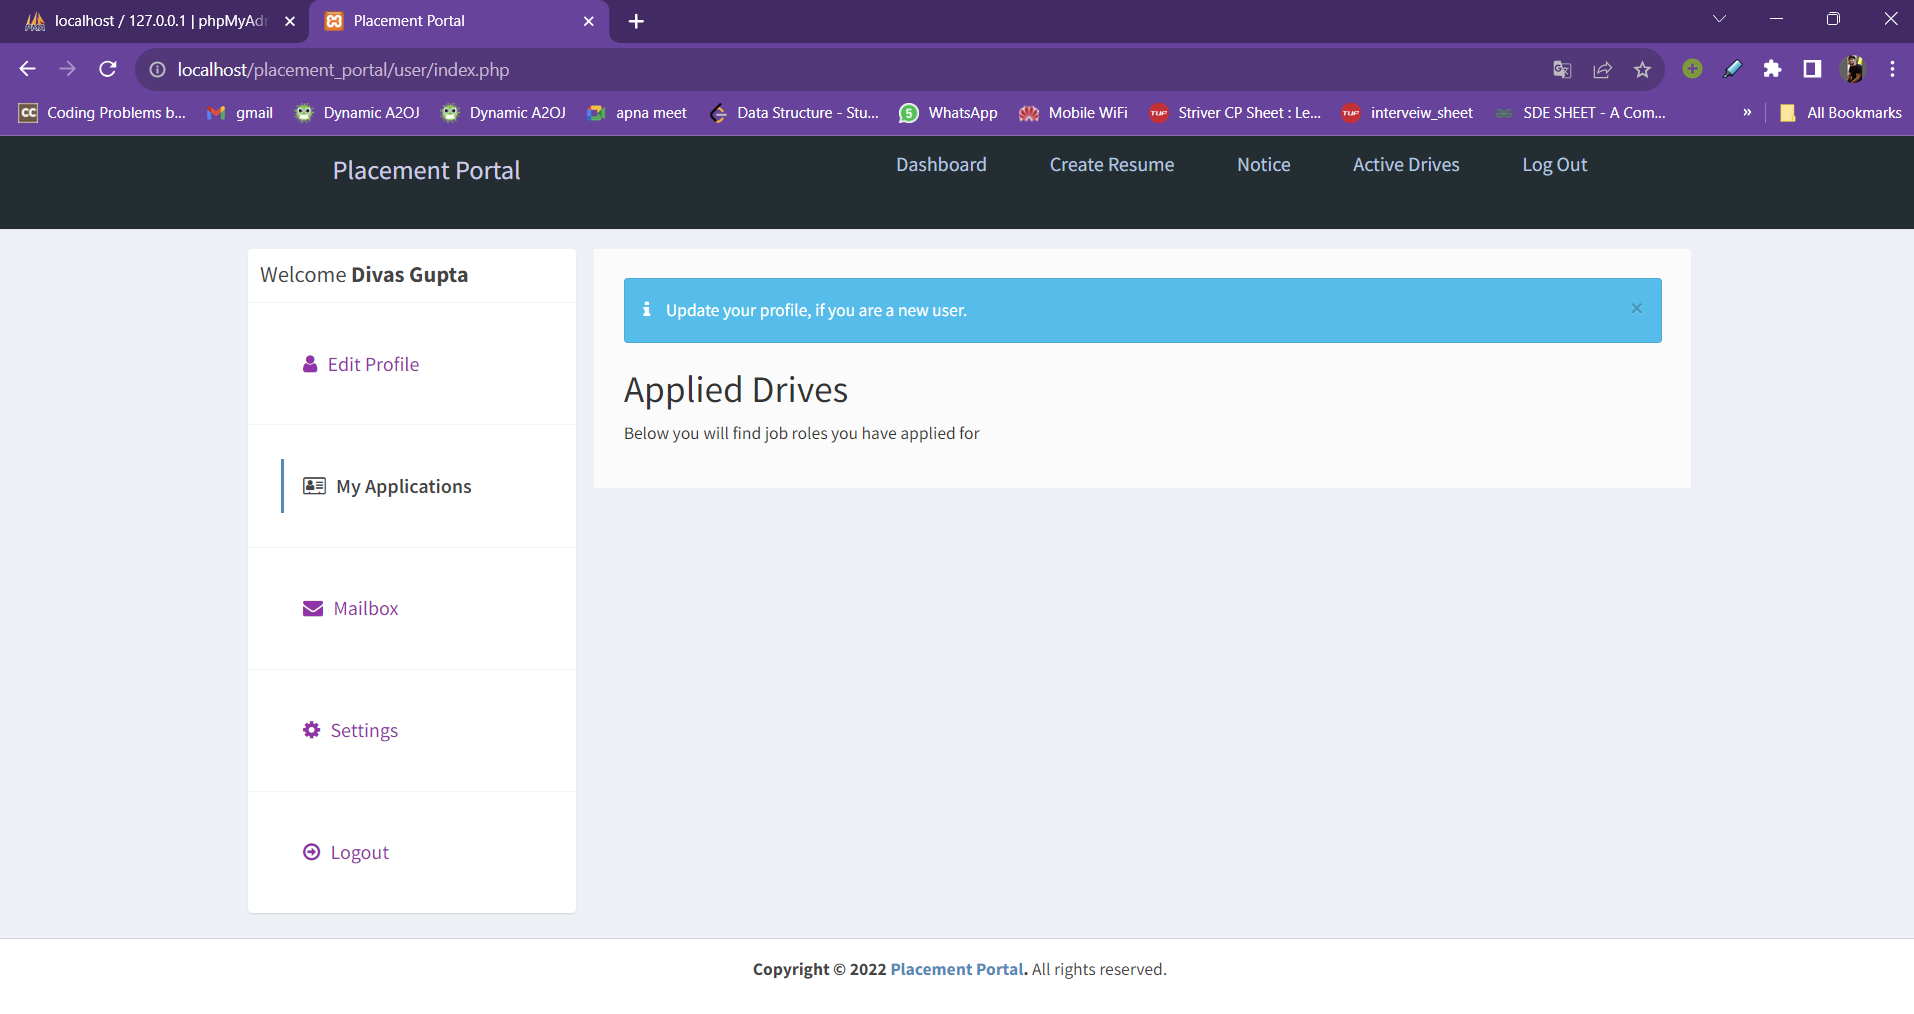 localhost / 127.0.0.1 | phpMyAdr
Placement Portal
localhost/placement_portal/user/index.php
Coding Problems b...
gmail
Dynamic A2OJ
Dynamic A2OJ
apna meet
Data Structure - Stu...
WhatsApp
Mobile WiFi
Striver CP Sheet : Le...
interveiw_sheet
SDE SHEET - A Com...
»
All Bookmarks
Placement Portal
Dashboard
Create Resume
Notice
Active Drives
Log Out
Welcome Divas Gupta
Edit Profile
My Applications
Mailbox
Settings
Logout
Update your profile, if you are a new user.
×
Applied Drives
Below you will find job roles you have applied for
Copyright © 2022 Placement Portal. All rights reserved.